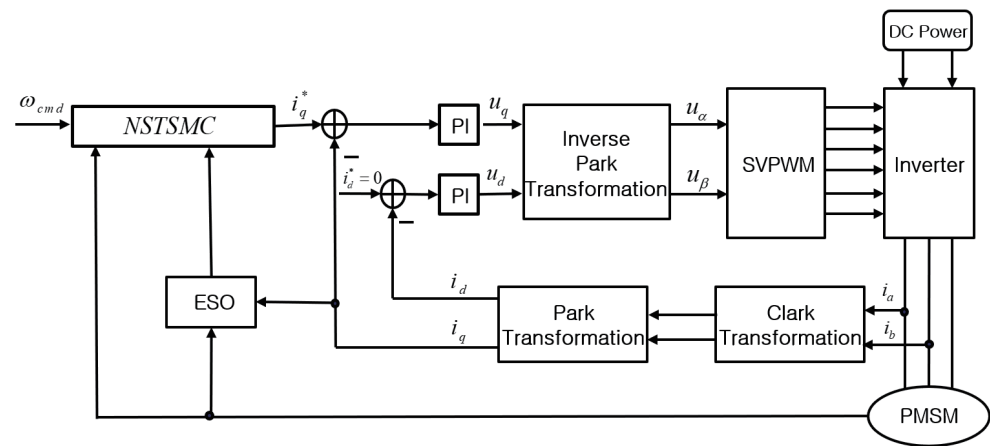 DC Power
ω_cmd
NSTSMC
i_q^*
PI
u_q
Inverse
Park
Transformation
u_α
SVPWM
Inverter
i_d^* = 0
PI
u_d
u_β
ESO
i_d
i_q
Park
Transformation
Clark
Transformation
i_a
i_b
PMSM